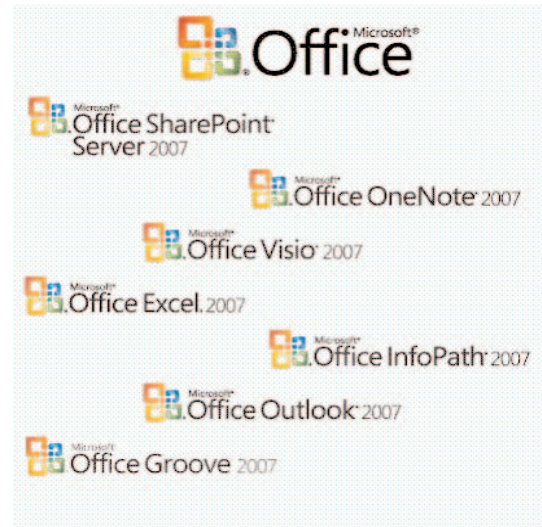 Microsoft®
Office
Microsoft®
Office SharePoint®
Server 2007
Microsoft®
Office OneNote® 2007
Microsoft®
Office Visio® 2007
Microsoft®
Office Excel® 2007
Microsoft®
Office InfoPath® 2007
Microsoft®
Office Outlook® 2007
Microsoft®
Office Groove 2007